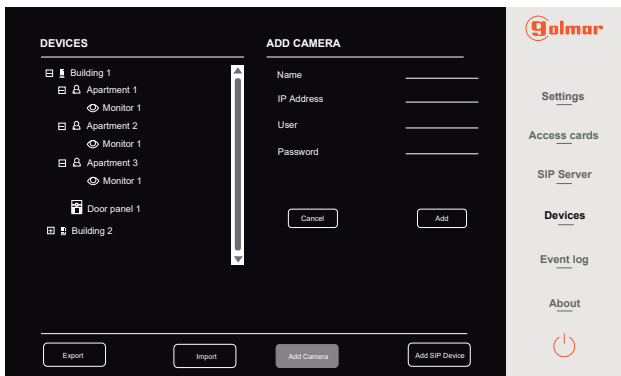 golmar
DEVICES
ADD CAMERA
Building 1
Apartment 1
Monitor 1
Apartment 2
Monitor 1
Apartment 3
Monitor 1
Door panel 1
Building 2
Name
IP Address
User
Password
Cancel
Add
Export
Import
Add Camera
Add SIP Device
Settings
Access cards
SIP Server
Devices
Event log
About